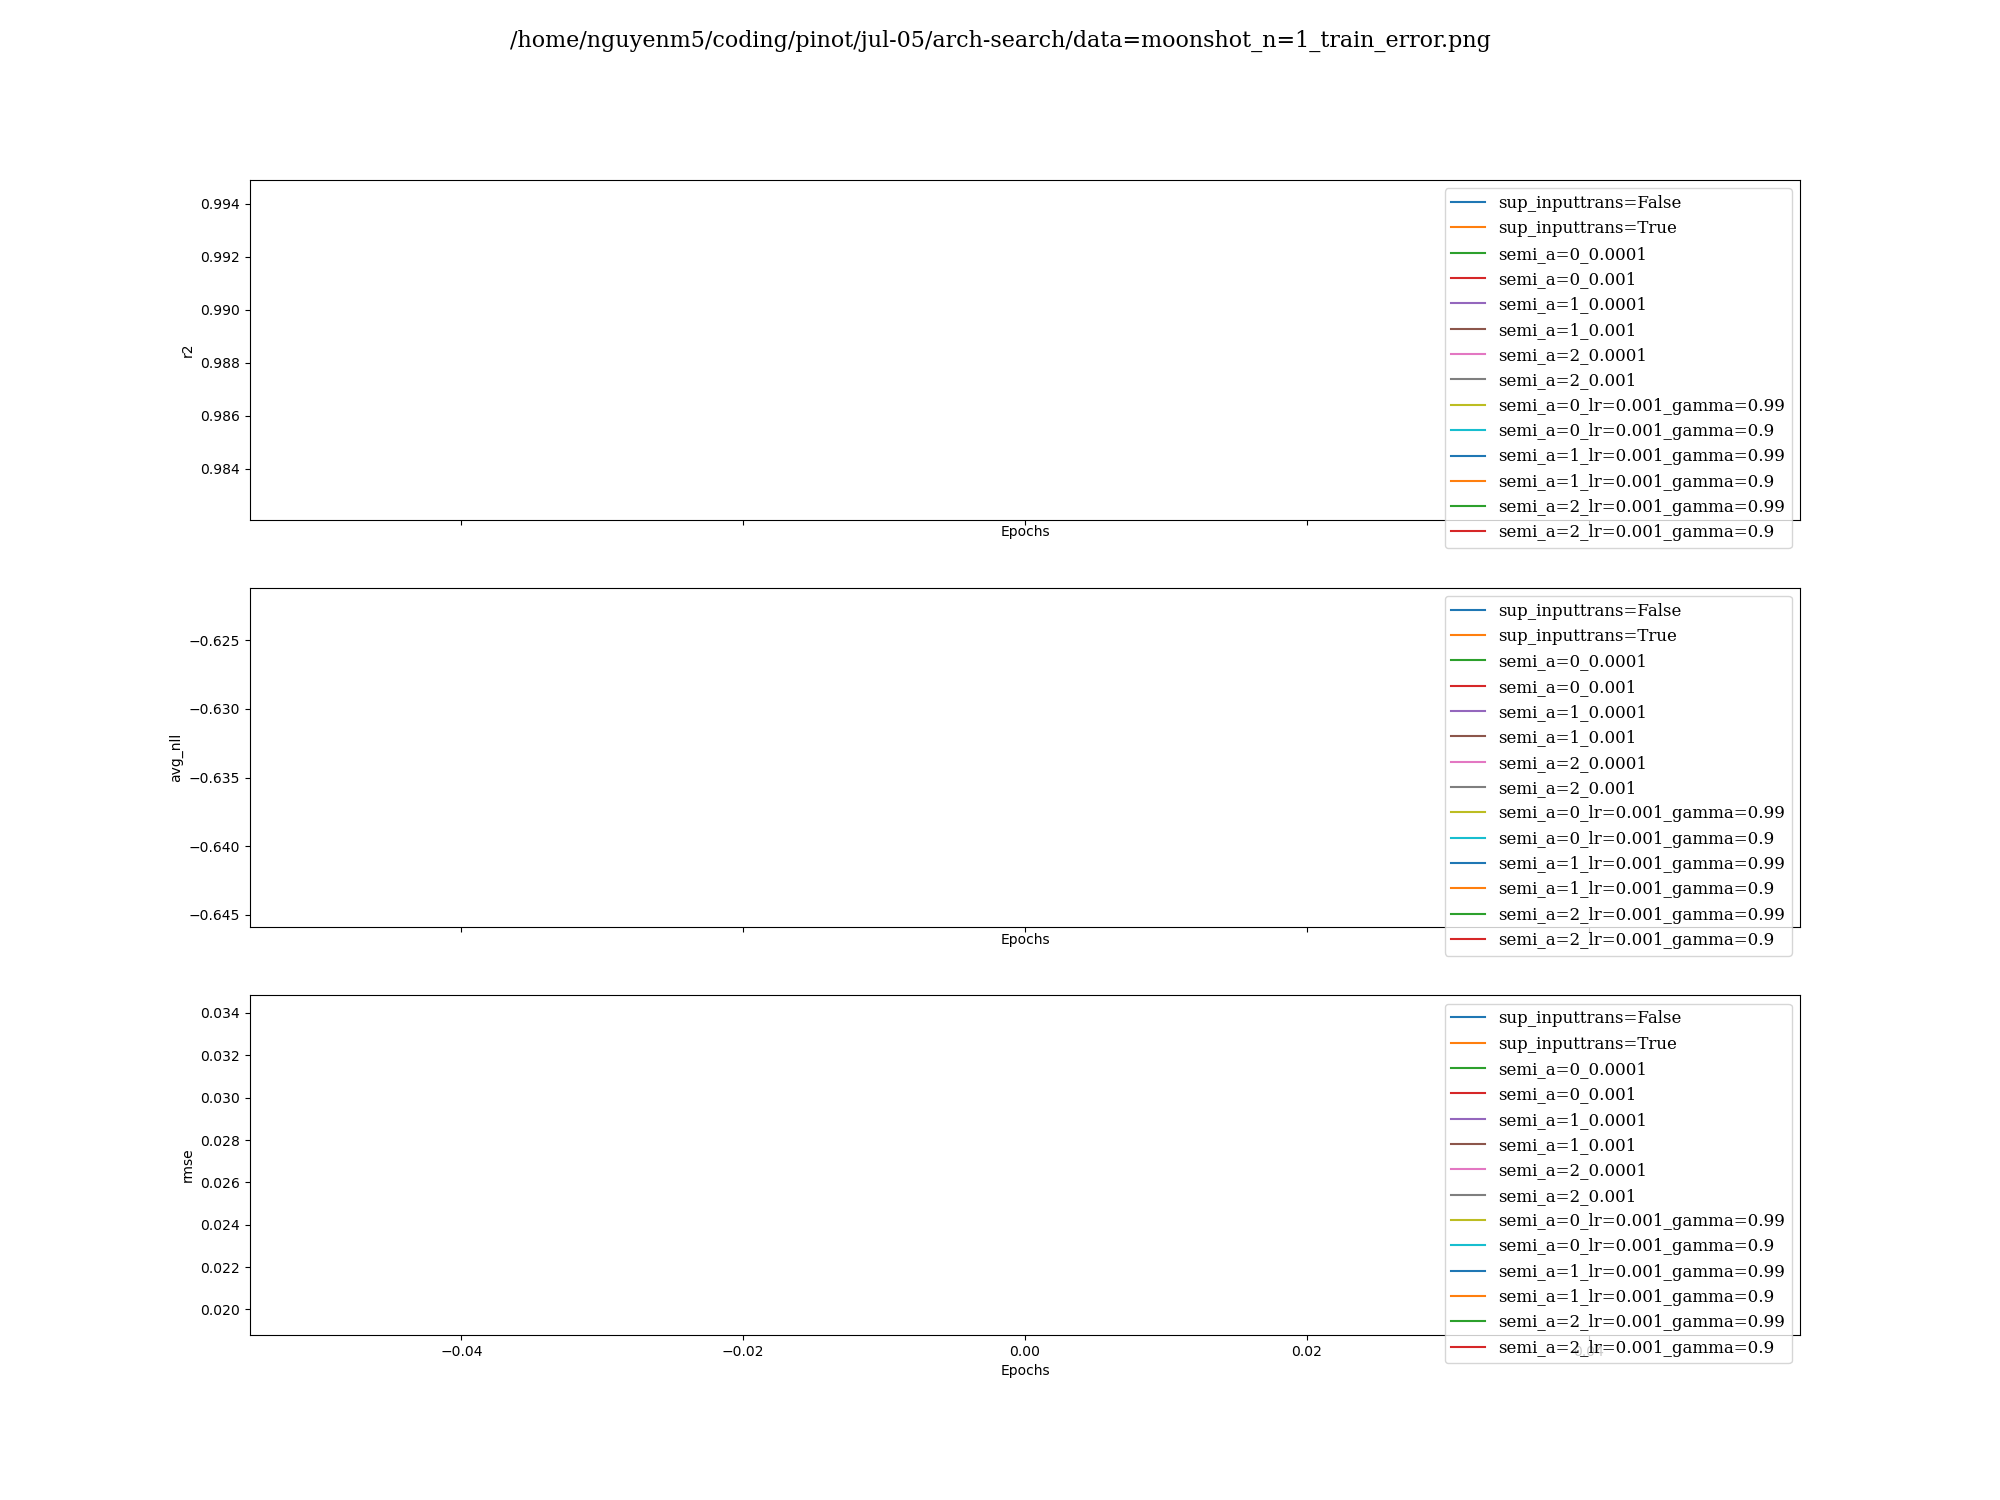 /home/nguyenm5/coding/pinot/jul-05/arch-search/data=moonshot_n=1_train_error.png
0.994
0.992
0.990
0.988
0.986
0.984
r2
Epochs
sup_inputtrans=False
sup_inputtrans=True
semi_a=0_0.0001
semi_a=0_0.001
semi_a=1_0.0001
semi_a=1_0.001
semi_a=2_0.0001
semi_a=2_0.001
semi_a=0_lr=0.001_gamma=0.99
semi_a=0_lr=0.001_gamma=0.9
semi_a=1_lr=0.001_gamma=0.99
semi_a=1_lr=0.001_gamma=0.9
semi_a=2_lr=0.001_gamma=0.99
semi_a=2_lr=0.001_gamma=0.9
−0.625
−0.630
−0.635
−0.640
−0.645
avg_nll
Epochs
sup_inputtrans=False
sup_inputtrans=True
semi_a=0_0.0001
semi_a=0_0.001
semi_a=1_0.0001
semi_a=1_0.001
semi_a=2_0.0001
semi_a=2_0.001
semi_a=0_lr=0.001_gamma=0.99
semi_a=0_lr=0.001_gamma=0.9
semi_a=1_lr=0.001_gamma=0.99
semi_a=1_lr=0.001_gamma=0.9
semi_a=2_lr=0.001_gamma=0.99
semi_a=2_lr=0.001_gamma=0.9
0.034
0.032
0.030
0.028
0.026
0.024
0.022
0.020
rmse
−0.04 −0.02 0.00 0.02
Epochs
sup_inputtrans=False
sup_inputtrans=True
semi_a=0_0.0001
semi_a=0_0.001
semi_a=1_0.0001
semi_a=1_0.001
semi_a=2_0.0001
semi_a=2_0.001
semi_a=0_lr=0.001_gamma=0.99
semi_a=0_lr=0.001_gamma=0.9
semi_a=1_lr=0.001_gamma=0.99
semi_a=1_lr=0.001_gamma=0.9
semi_a=2_lr=0.001_gamma=0.99
semi_a=2_lr=0.001_gamma=0.9